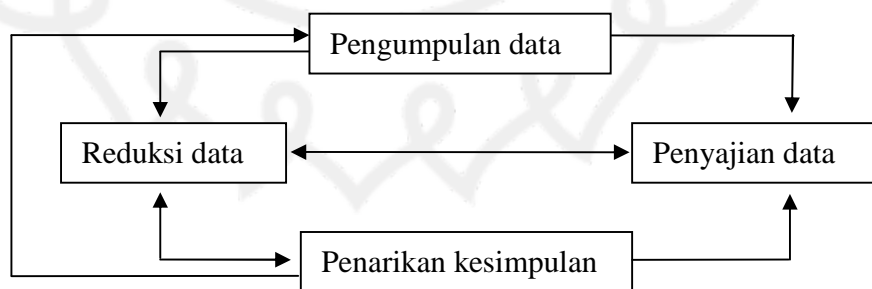 Pengumpulan data
Reduksi data
Penyajian data
Penarikan kesimpulan